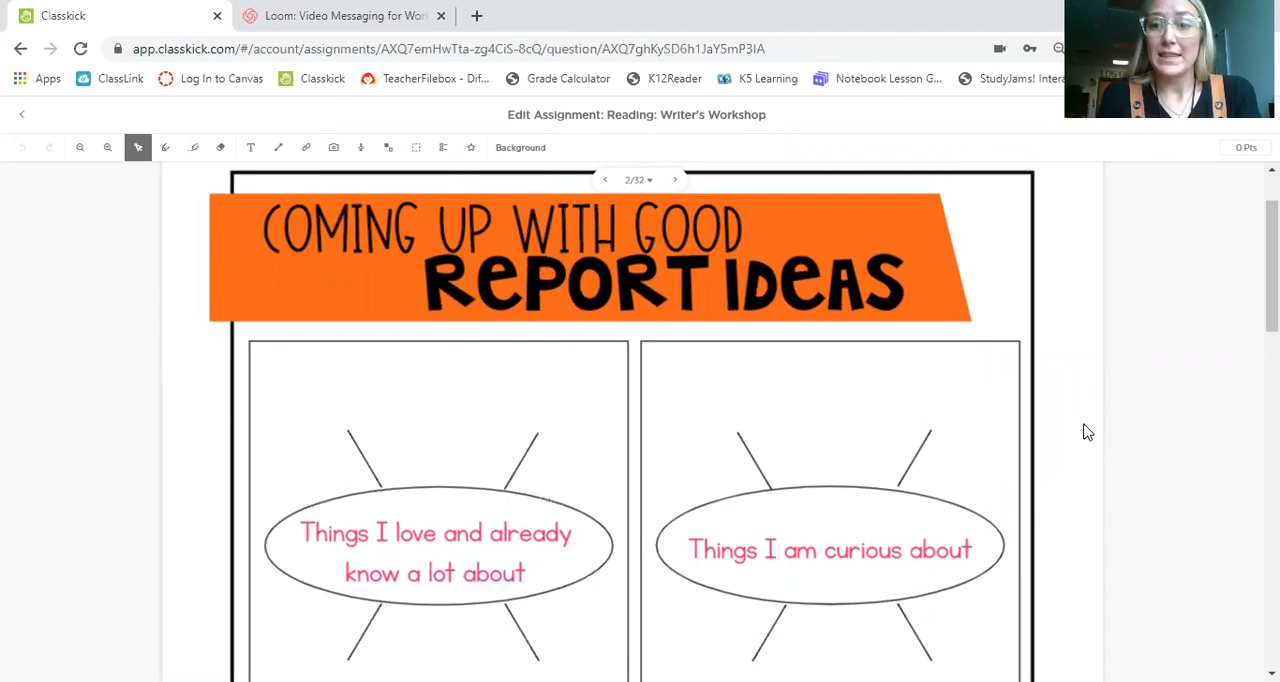 Classkick
Loom: Video Messaging for Wor
app.classkick.com/#/account/assignments/AXQ7emHwTta-zg4CiS-8cQ/question/AXQ7ghKySD6h1JaY5mP3IA
Apps ClassLink Log In to Canvas Classkick TeacherFilebox - Dif... Grade Calculator K12Reader K5 Learning Notebook Lesson G... StudyJams! Intera
Edit Assignment: Reading: Writer's Workshop
T Background 0 Pts
2/32
COMING UP WITH GOOD
REPORT IDEAS
Things I love and already
know a lot about
Things I am curious about